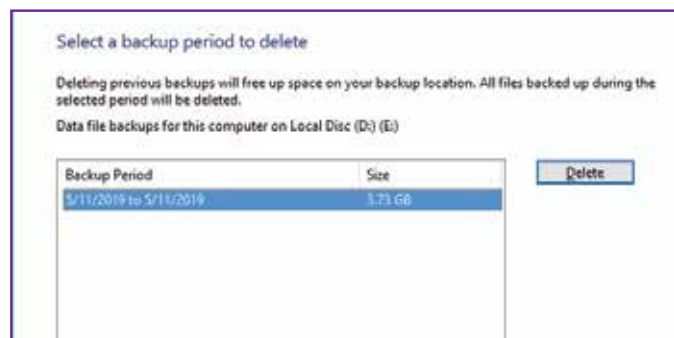 Select a backup period to delete
Deleting previous backups will free up space on your backup location. All files backed up during the
selected period will be deleted.
Data file backups for this computer on Local Disc (D:) (E:)
Backup Period Size
5/11/2019 to 5/11/2019 3.73 GB
Delete